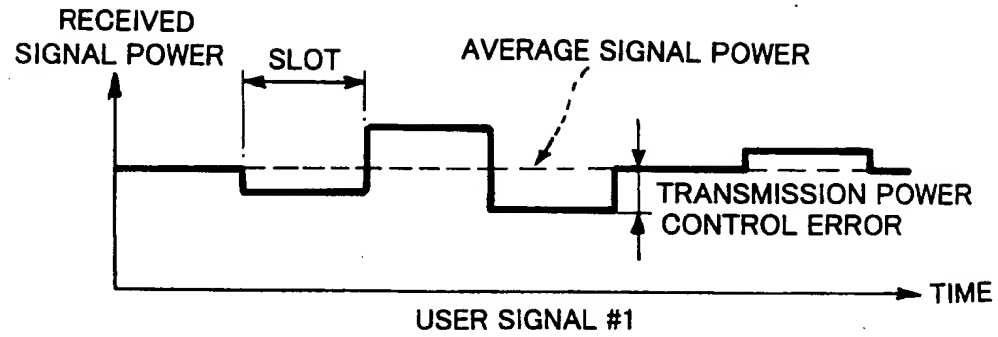 RECEIVED
SIGNAL POWER
SLOT
AVERAGE SIGNAL POWER
TRANSMISSION POWER
CONTROL ERROR
TIME
USER SIGNAL #1